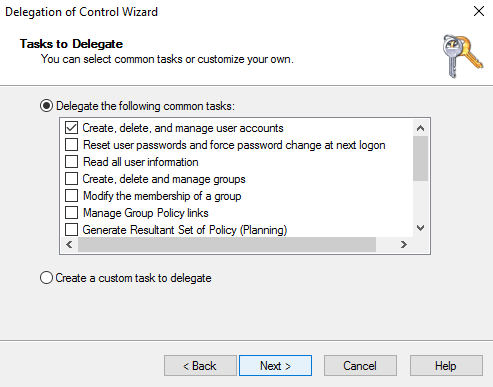 Delegation of Control Wizard
Tasks to Delegate
You can select common tasks or customize your own.
Delegate the following common tasks:
Create, delete, and manage user accounts
Reset user passwords and force password change at next logon
Read all user information
Create, delete and manage groups
Modify the membership of a group
Manage Group Policy links
Generate Resultant Set of Policy (Planning)
Create a custom task to delegate
< Back
Next >
Cancel
Help